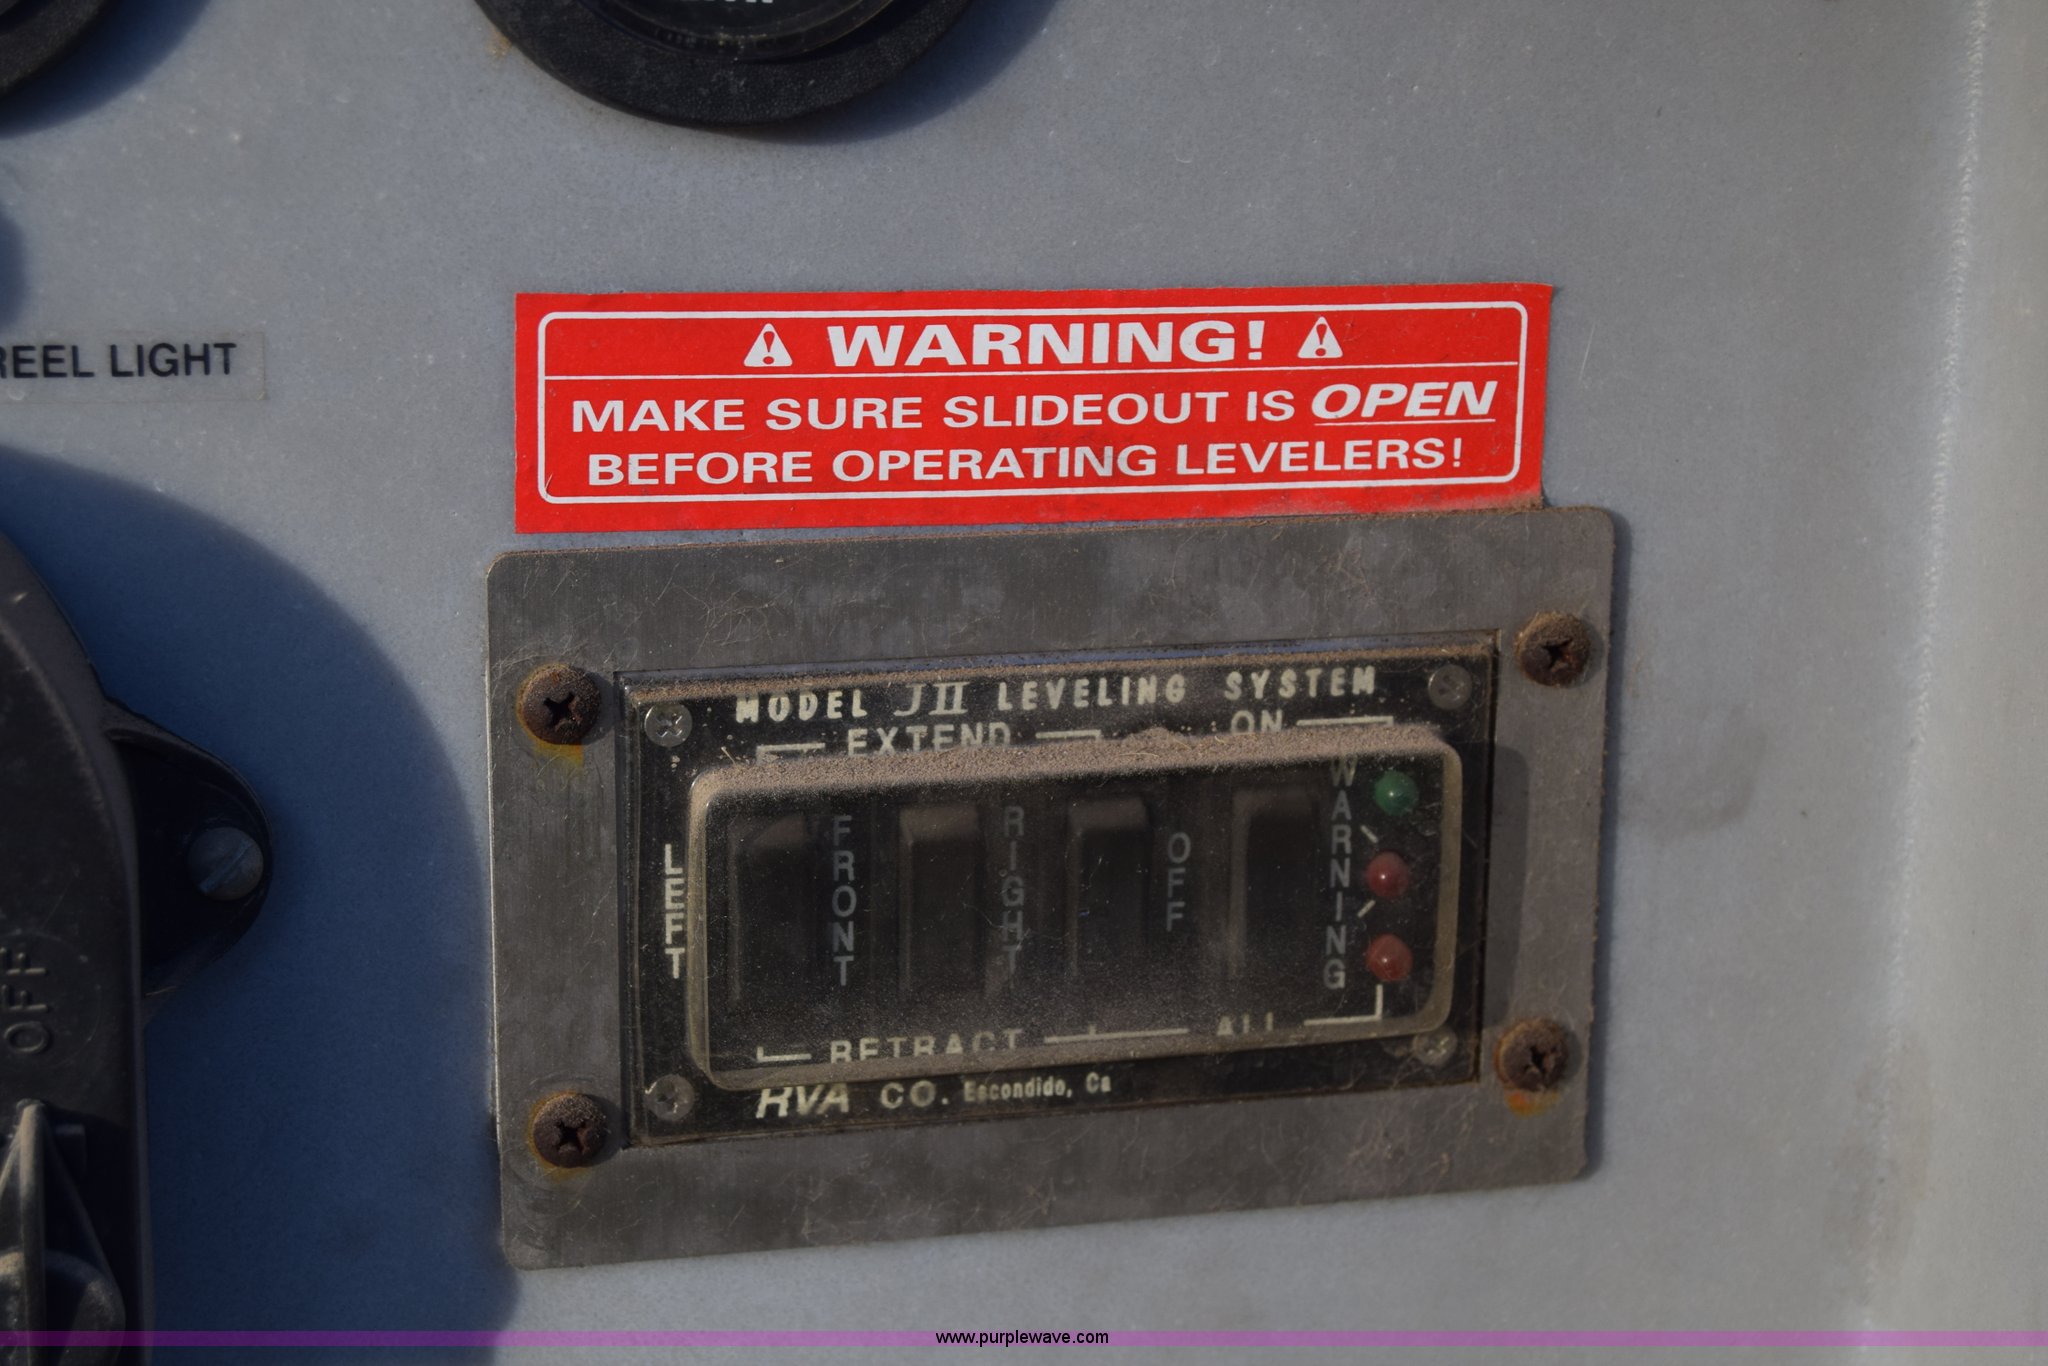 REEL LIGHT
WARNING!
MAKE SURE SLIDEOUT IS OPEN
BEFORE OPERATING LEVELERS!
MODEL JII LEVELING SYSTEM
EXTEND ON
LEFT
FRONT
RIGHT
OFF
WARNING
RETRACT ALL
RVA CO. Escondido, Ca
OFF
www.purplewave.com